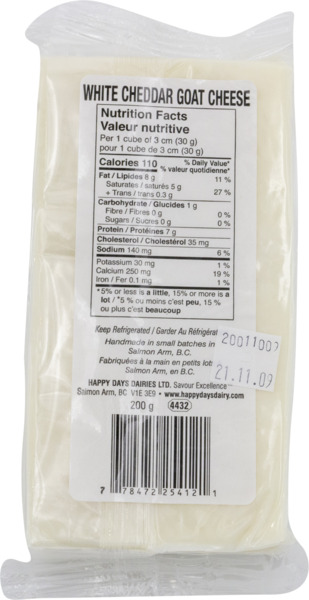 WHITE CHEDDAR GOAT CHEESE
Nutrition Facts
Valeur nutritive
Per 1 cube of 3 cm (30 g)
pour 1 cube de 3 cm (30 g)
Calories 110 % Daily Value*
% valeur quotidienne*
Fat / Lipides 8 g 11 %
Saturates / saturés 5 g
+ Trans / trans 0.3 g 27 %
Carbohydrate / Glucides 1 g
Fibre / Fibres 0 g 0 %
Sugars / Sucres 0 g 0 %
Protein / Protéines 7 g
Cholesterol / Cholestérol 35 mg
Sodium 140 mg 6 %
Potassium 30 mg 1 %
Calcium 250 mg 19 %
Iron / Fer 0.1 mg 1 %
*5% or less is a little, 15% or more is a
lot / *5 % ou moins c'est peu, 15 %
ou plus c'est beaucoup
Keep Refrigerated / Garder Au Réfrigérat
Handmade in small batches in
Salmon Arm, B.C.
Fabriquées à la main en petits lots
Salmon Arm, en B.C.
20011007
21.11.09
HAPPY DAYS DAIRIES LTD. Savour Excellence
Salmon Arm, BC V1E 3E9 • www.happydaysdairy.com
200 g 4432
7 78472 25412 1